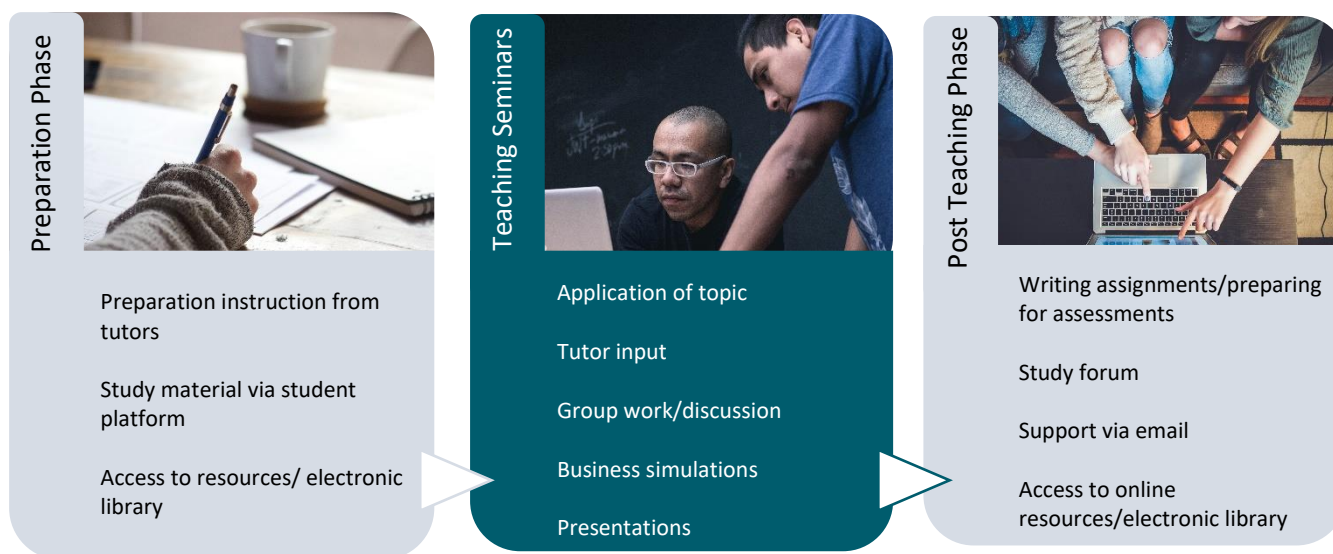 Preparation Phase
Preparation instruction from
tutors
Study material via student
platform
Access to resources/ electronic
library
Teaching Seminars
Application of topic
Tutor input
Group work/discussion
Business simulations
Presentations
Post Teaching Phase
Writing assignments/preparing
for assessments
Study forum
Support via email
Access to online
resources/electronic library